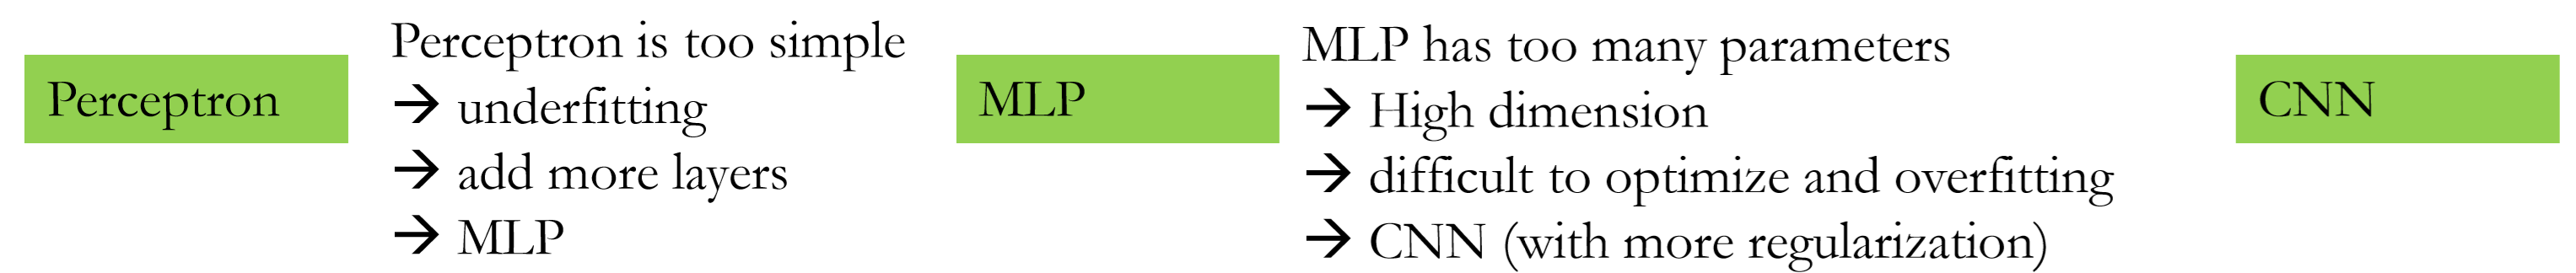 Perceptron
Perceptron is too simple
→ underfitting
→ add more layers
→ MLP
MLP
MLP has too many parameters
→ High dimension
→ difficult to optimize and overfitting
→ CNN (with more regularization)
CNN